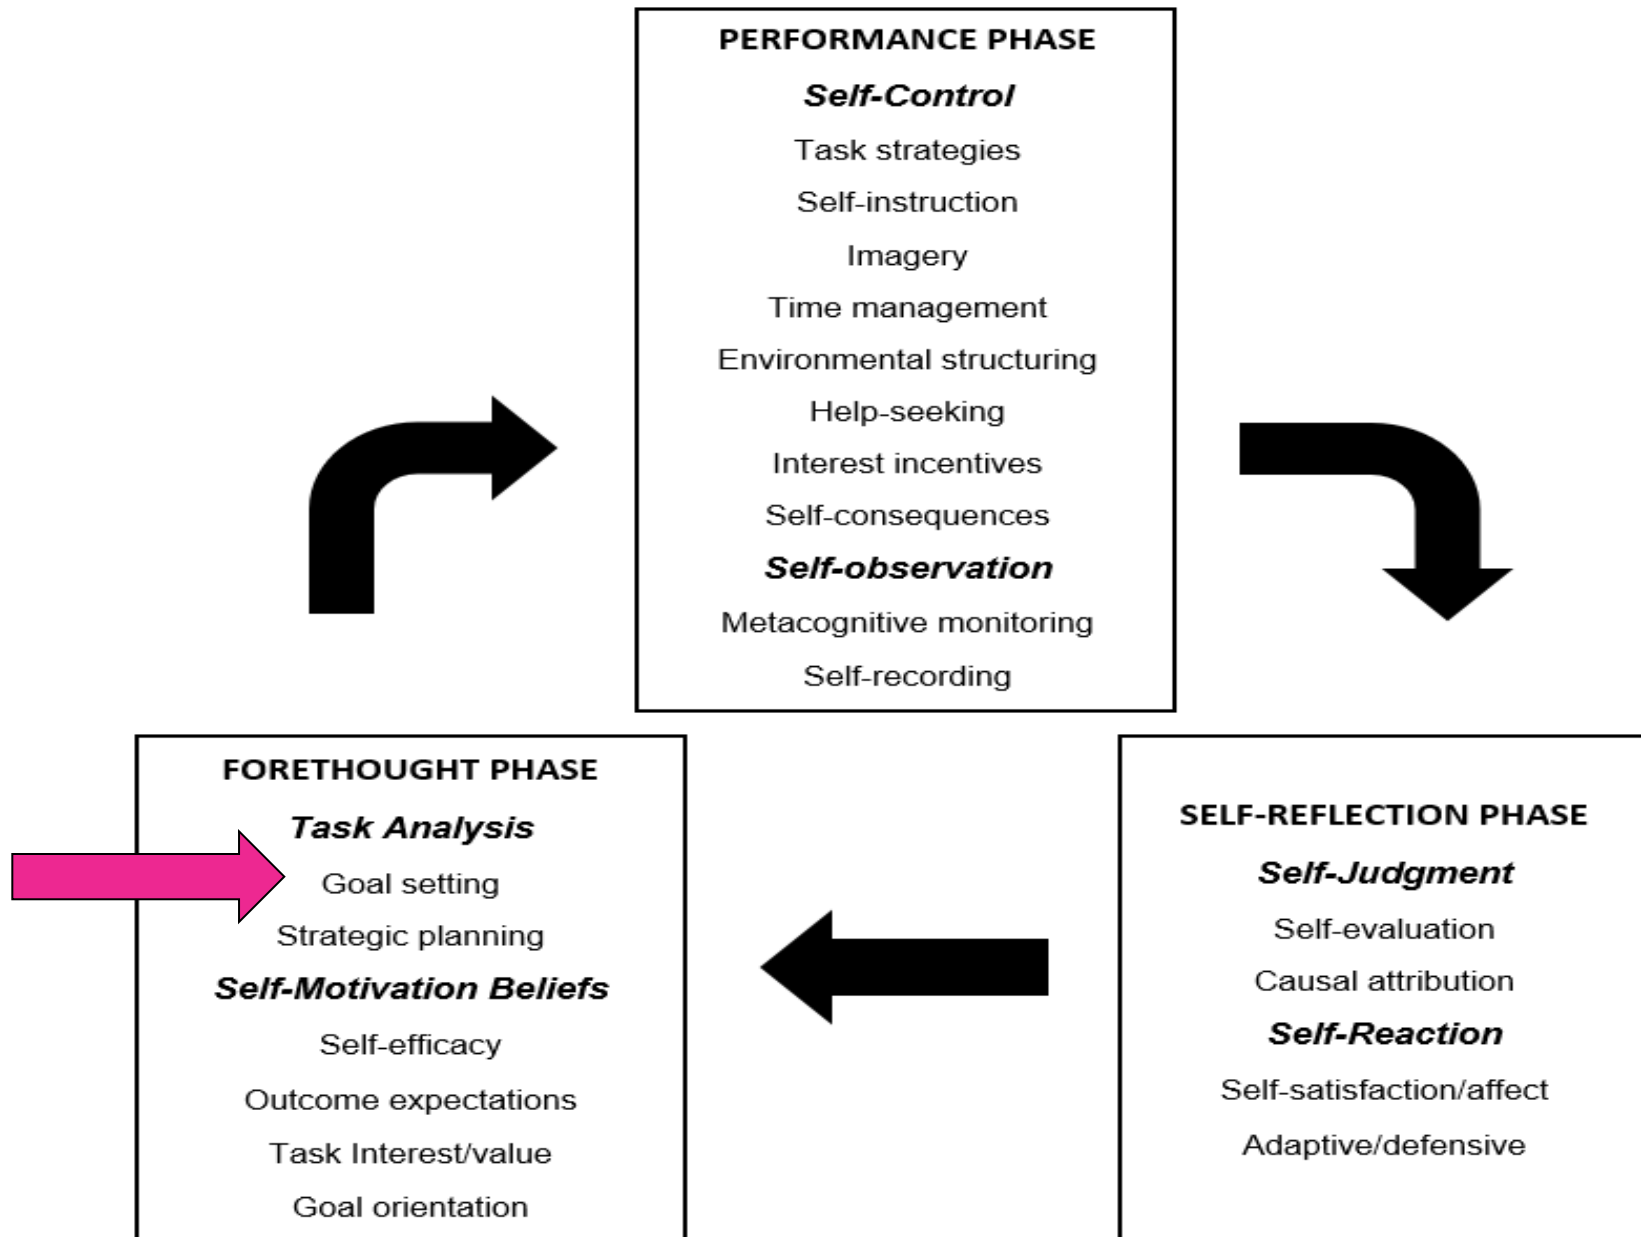 PERFORMANCE PHASE
Self-Control
Task strategies
Self-instruction
Imagery
Time management
Environmental structuring
Help-seeking
Interest incentives
Self-consequences
Self-observation
Metacognitive monitoring
Self-recording
FORETHOUGHT PHASE
Task Analysis
Goal setting
Strategic planning
Self-Motivation Beliefs
Self-efficacy
Outcome expectations
Task Interest/value
Goal orientation
SELF-REFLECTION PHASE
Self-Judgment
Self-evaluation
Causal attribution
Self-Reaction
Self-satisfaction/affect
Adaptive/defensive